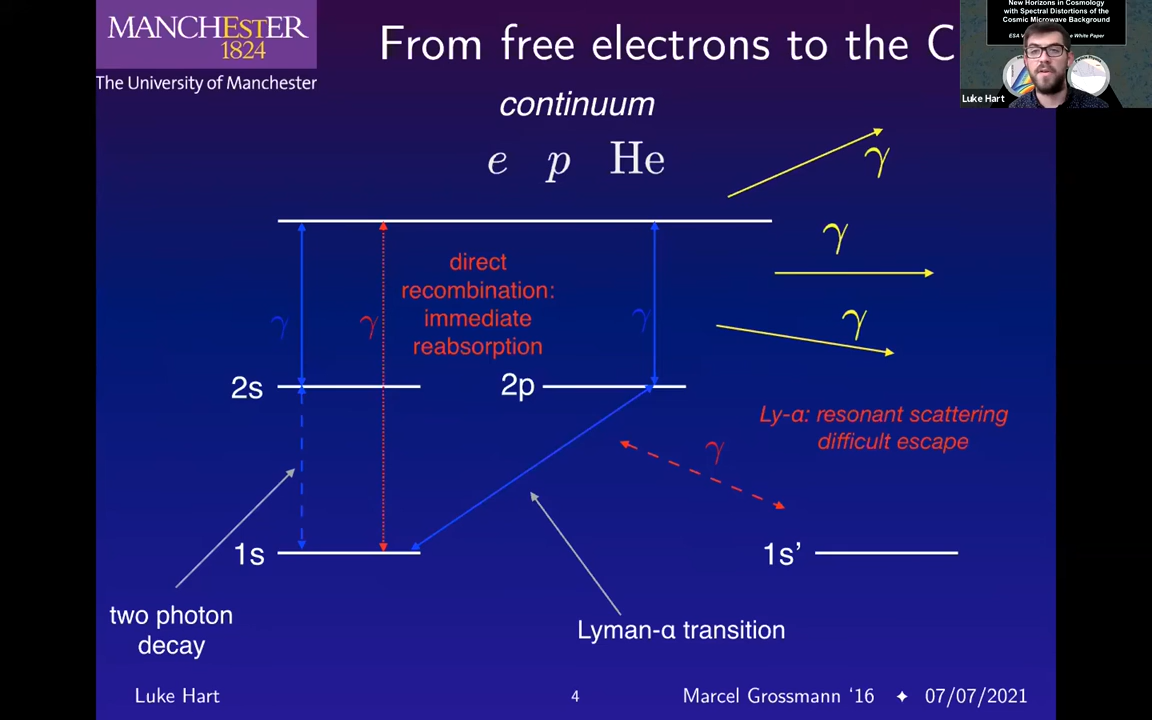 MANCHESTER
1824
The University of Manchester
From free electrons to the C
New Horizons in Cosmology
with Spectral Distortions of the
Cosmic Microwave Background
White Paper
Luke Hart
continuum
e p He
γ
γ
γ
direct
recombination:
immediate
reabsorption
γ γ γ
2s 2p
Ly-α: resonant scattering
difficult escape
γ
1s 1s’
two photon
decay
Lyman-α transition
Luke Hart 4 Marcel Grossmann ‘16 ✦ 07/07/2021